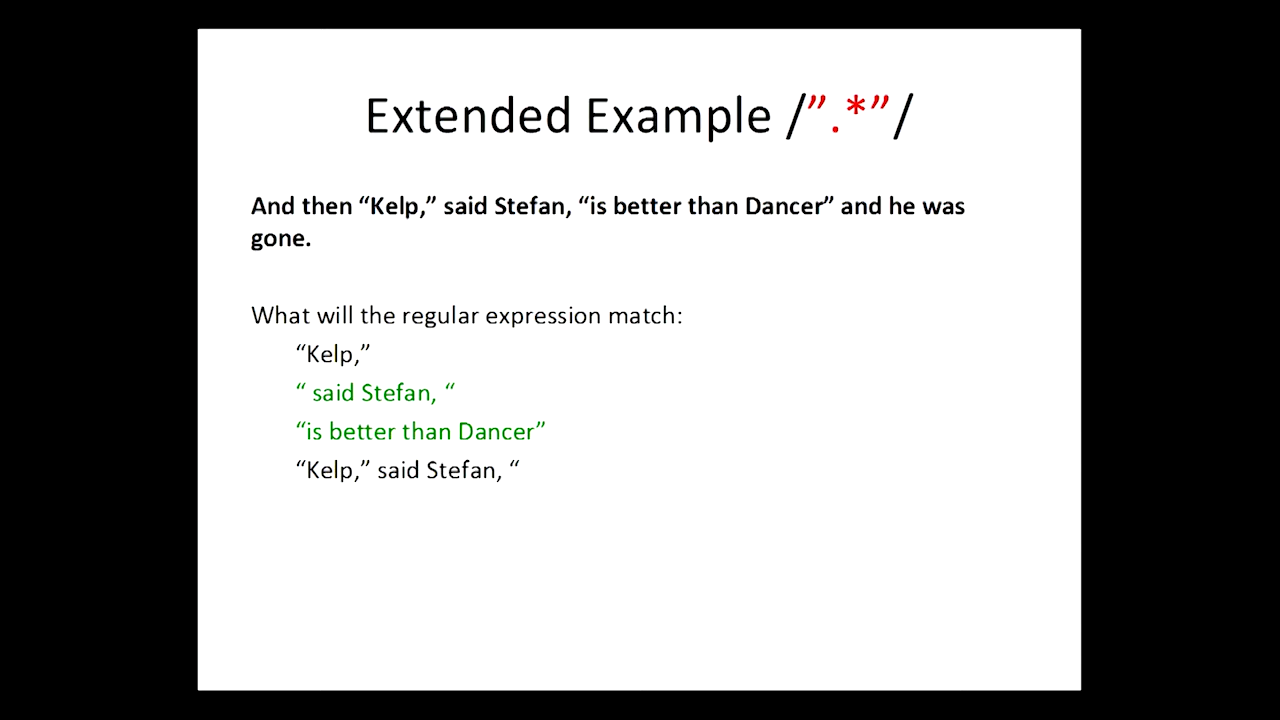 Extended Example /”.*”/
And then “Kelp,” said Stefan, “is better than Dancer” and he was
gone.
What will the regular expression match:
“Kelp,”
“ said Stefan, “
“is better than Dancer”
“Kelp,” said Stefan, “